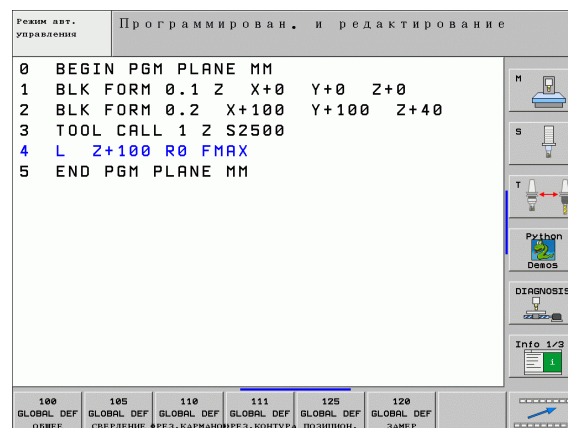 Режим авт.
управления
Программирован. и редактирование
0 BEGIN PGM PLANE MM
1 BLK FORM 0.1 Z X+0 Y+0 Z+0
2 BLK FORM 0.2 X+100 Y+100 Z+40
3 TOOL CALL 1 Z S2500
4 L Z+100 R0 FMAX
5 END PGM PLANE MM
M
S
T
Python
Demos
DIAGNOSIS
Info 1/3
100
GLOBAL DEF
ОБЩЕЕ
105
GLOBAL DEF
СВЕРЛЕНИЕ
110
GLOBAL DEF
ФРЕЗ.КАРМАНО
111
GLOBAL DEF
ФРЕЗ.КОНТУРА
125
GLOBAL DEF
ПОЗИЦИОН.
120
GLOBAL DEF
ЗАМЕР